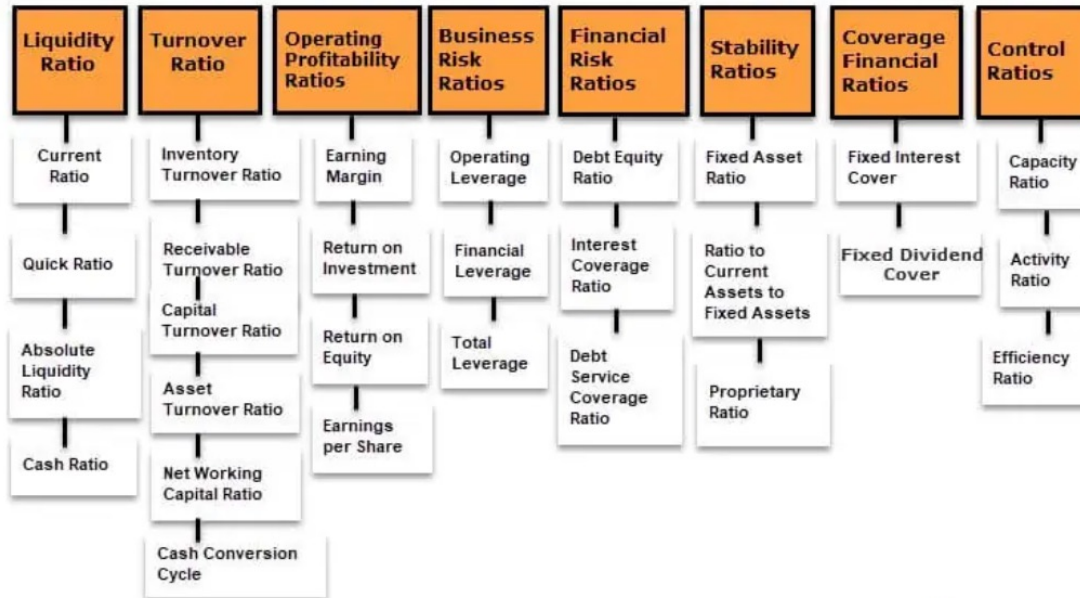 Liquidity
Ratio
Current
Ratio
Quick Ratio
Absolute
Liquidity
Ratio
Cash Ratio
Turnover
Ratio
Inventory
Turnover Ratio
Receivable
Turnover Ratio
Capital
Turnover Ratio
Asset
Turnover Ratio
Net Working
Capital Ratio
Cash Conversion
Cycle
Operating
Profitability
Ratios
Earning
Margin
Return on
Investment
Return on
Equity
Earnings
per Share
Business
Risk
Ratios
Operating
Leverage
Financial
Leverage
Total
Leverage
Financial
Risk
Ratios
Debt Equity
Ratio
Interest
Coverage
Ratio
Debt
Service
Coverage
Ratio
Stability
Ratios
Fixed Asset
Ratio
Ratio to
Current
Assets to
Fixed Assets
Proprietary
Ratio
Coverage
Financial
Ratios
Fixed Interest
Cover
Fixed Dividend
Cover
Control
Ratios
Capacity
Ratio
Activity
Ratio
Efficiency
Ratio